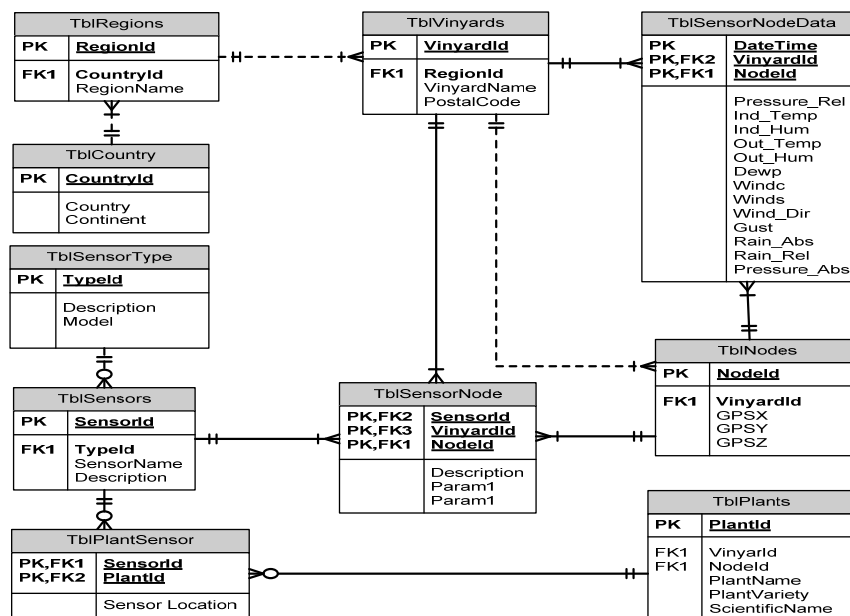 TblRegions
PK RegionId
FK1 CountryId
RegionName
TblVinyards
PK VinyardId
FK1 RegionId
VinyardName
PostalCode
TblSensorNodeData
PK DateTime
PK,FK2 VinyardId
PK,FK1 NodeId
Pressure_Rel
Ind_Temp
Ind_Hum
Out_Temp
Out_Hum
Dewp
Windc
Winds
Wind_Dir
Gust
Rain_Abs
Rain_Rel
Pressure_Abs
TblCountry
PK CountryId
Country
Continent
TblSensorType
PK TypeId
Description
Model
TblSensors
PK SensorId
FK1 TypeId
SensorName
Description
TblSensorNode
PK,FK2 SensorId
PK,FK3 VinyardId
PK,FK1 NodeId
Description
Param1
Param1
TblNodes
PK NodeId
FK1 VinyardId
GPSX
GPSY
GPSZ
TblPlantSensor
PK,FK1 SensorId
PK,FK2 PlantId
Sensor Location
TblPlants
PK PlantId
FK1 VinyarId
FK1 NodeId
PlantName
PlantVariety
ScientificName